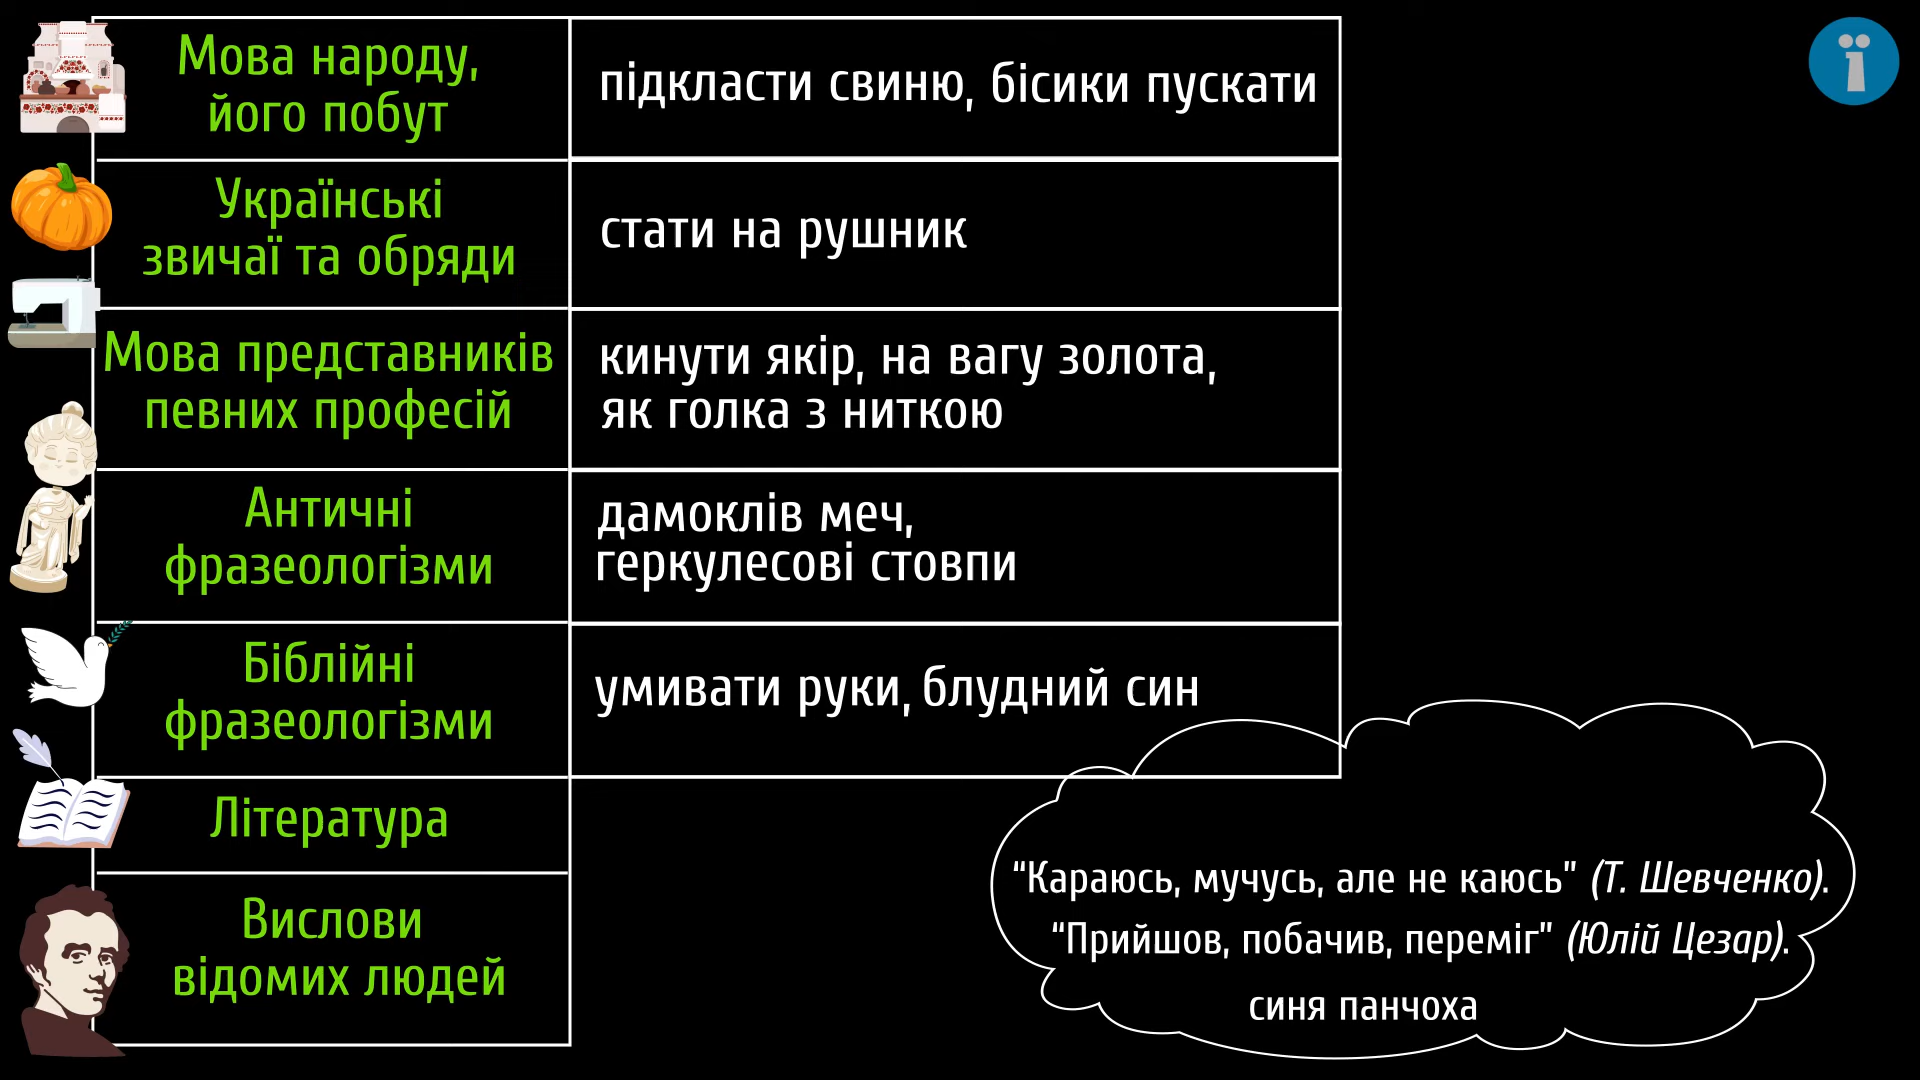 Мова народу,
його побут
підкласти свиню, бісики пускати
Українські
звичаї та обряди
стати на рушник
Мова представників
певних професій
кинути якір, на вагу золота,
як голка з ниткою
Античні
фразеологізми
дамоклів меч,
геркулесові стовпи
Біблійні
фразеологізми
умивати руки, блудний син
Література
Вислови
відомих людей
“Караюсь, мучусь, але не каюсь” (Т. Шевченко).
“Прийшов, побачив, переміг” (Юлій Цезар).
синя панчоха
ї